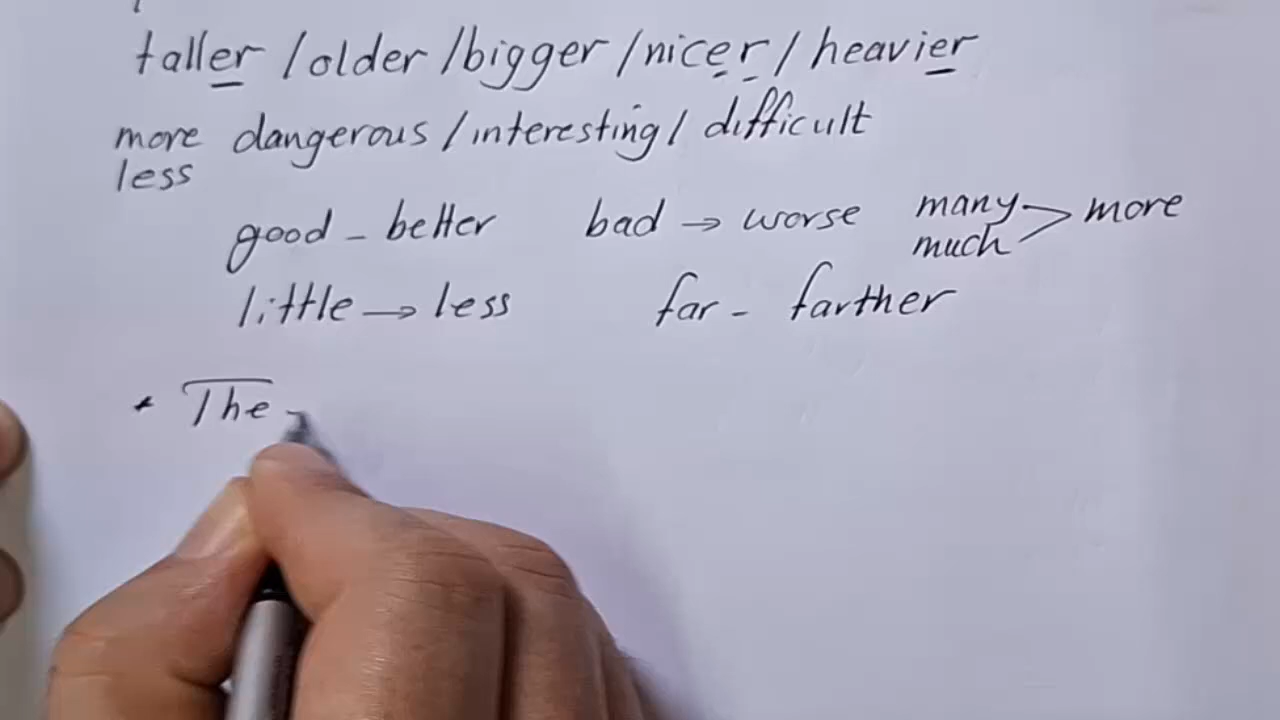 taller / older / bigger / nicer / heavier
more dangerous / interesting / difficult
less
good - better bad → worse many much > more
little → less far - farther
* The -